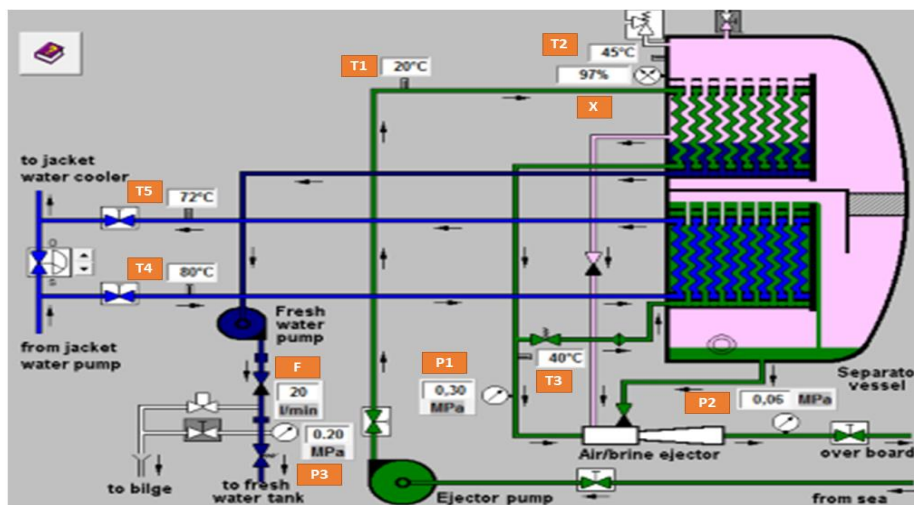 T1
20°C
T2
45°C
97%
X
to jacket
water cooler
T5
72°C
O
S
T4
80°C
from jacket
water pump
Fresh
water
pump
F
20
l/min
0.20
MPa
P3
to bilge
to fresh
water tank
P1
0,30
MPa
40°C
T3
Separator
vessel
P2
0,06 MPa
Air/brine ejector
T
over board
T
Ejector pump
T
from sea